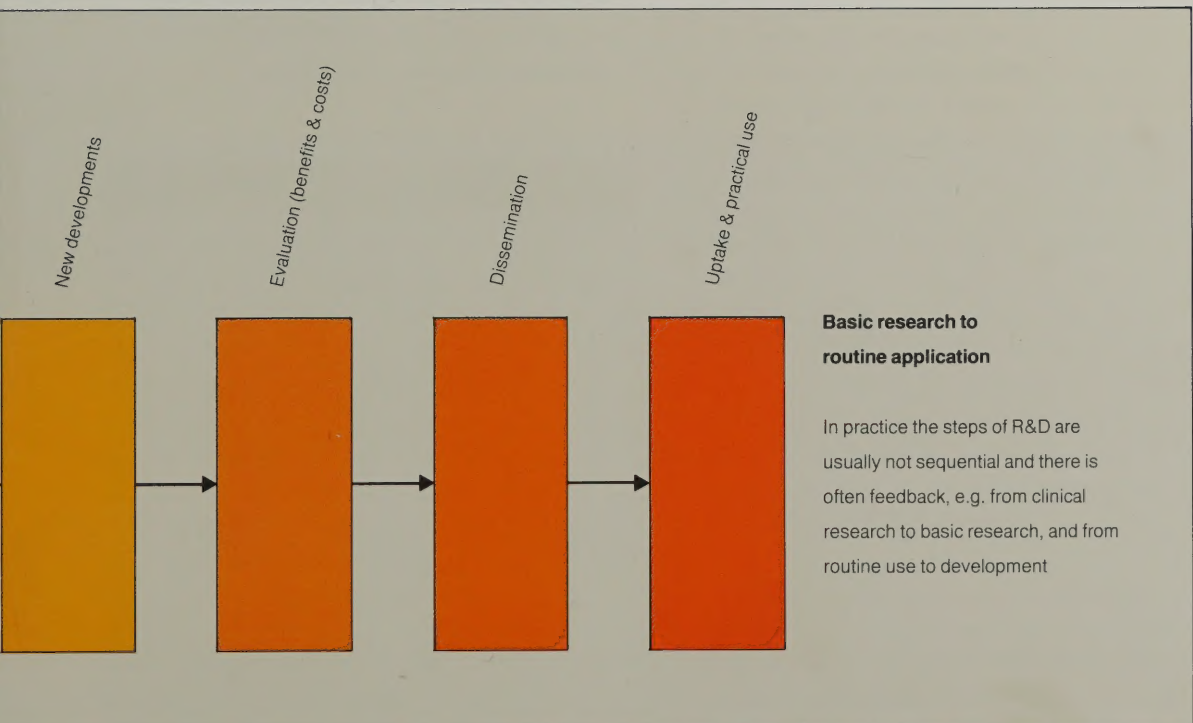 New developments
Evaluation (benefits & costs)
Dissemination
Uptake & practical use
Basic research to
routine application
In practice the steps of R&D are
usually not sequential and there is
often feedback, e.g. from clinical
research to basic research, and from
routine use to development